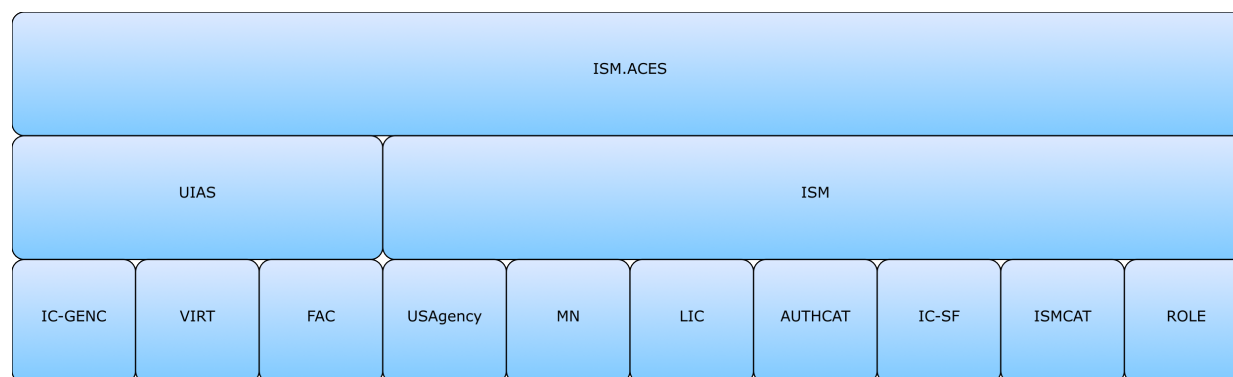 ISM.ACES
UIAS ISM
IC-GENC VIRT FAC USAgency MN LIC AUTHCAT IC-SF ISMCAT ROLE